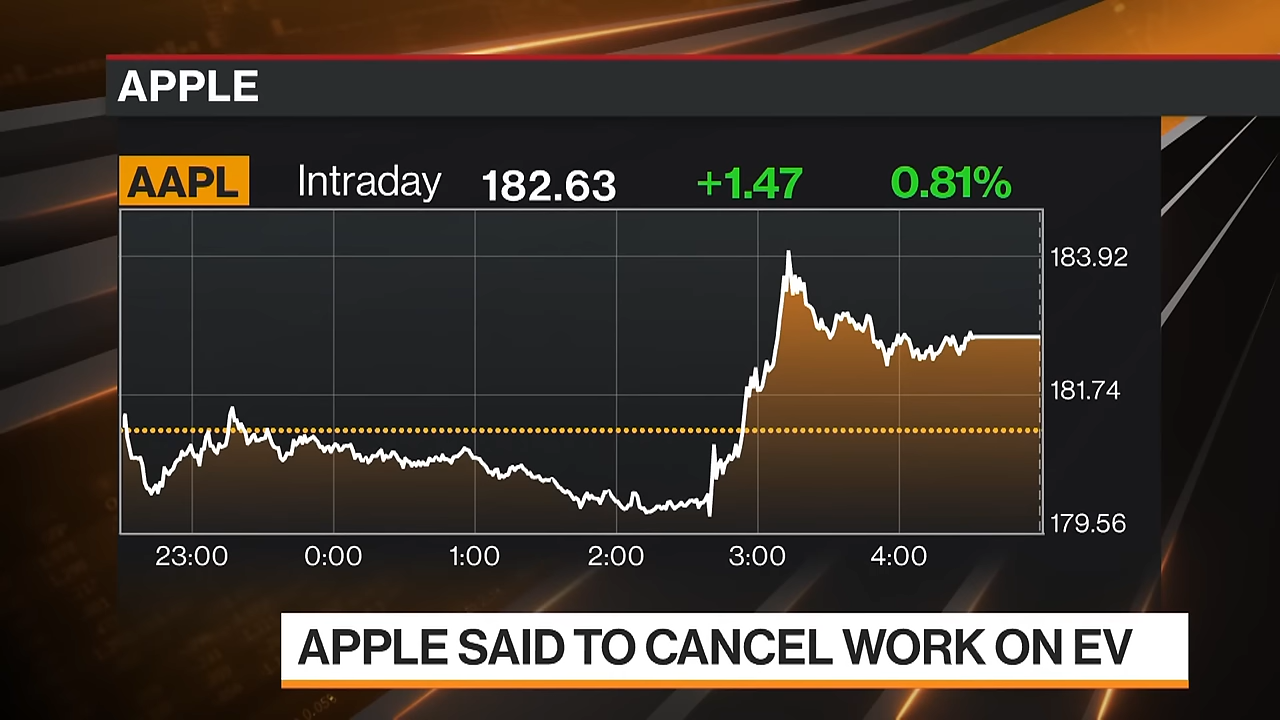 APPLE
AAPL Intraday 182.63 +1.47 0.81%
183.92
181.74
179.56
23:00 0:00 1:00 2:00 3:00 4:00
APPLE SAID TO CANCEL WORK ON EV